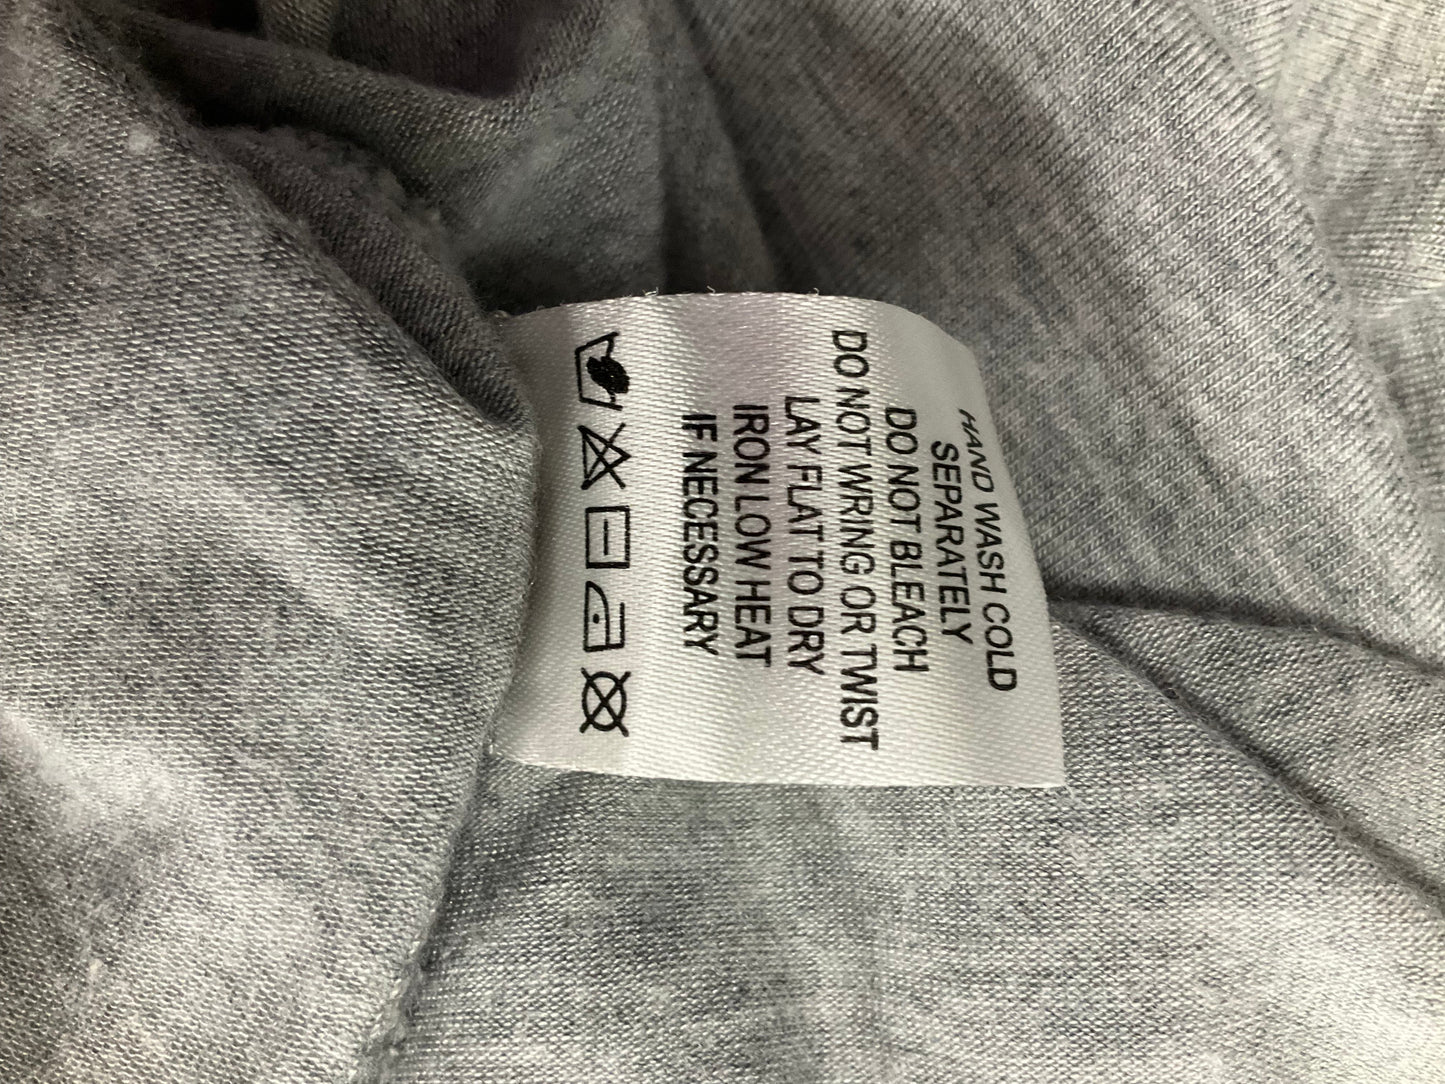 HAND WASH COLD
SEPARATELY
DO NOT BLEACH
DO NOT WRING OR TWIST
LAY FLAT TO DRY
IRON LOW HEAT
IF NECESSARY